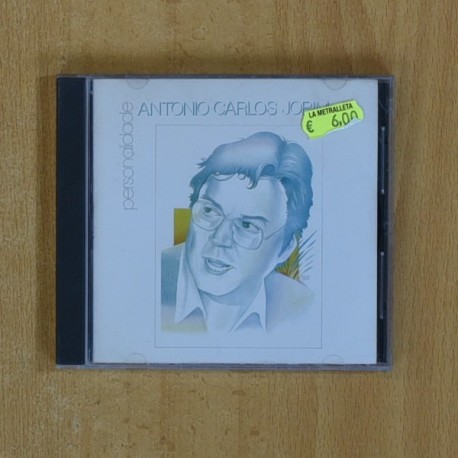 personalidade
ANTONIO CARLOS JOBIM
LA METRALLETA
€ 6,00